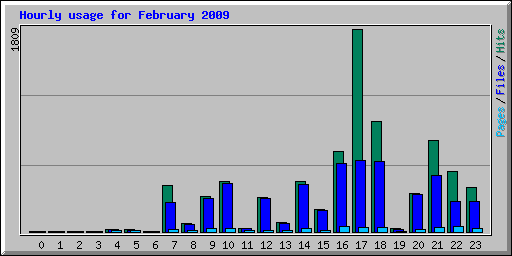 Hourly usage for February 2009
1809
Pages / Files / Hits
0 1 2 3 4 5 6 7 8 9 10 11 12 13 14 15 16 17 18 19 20 21 22 23